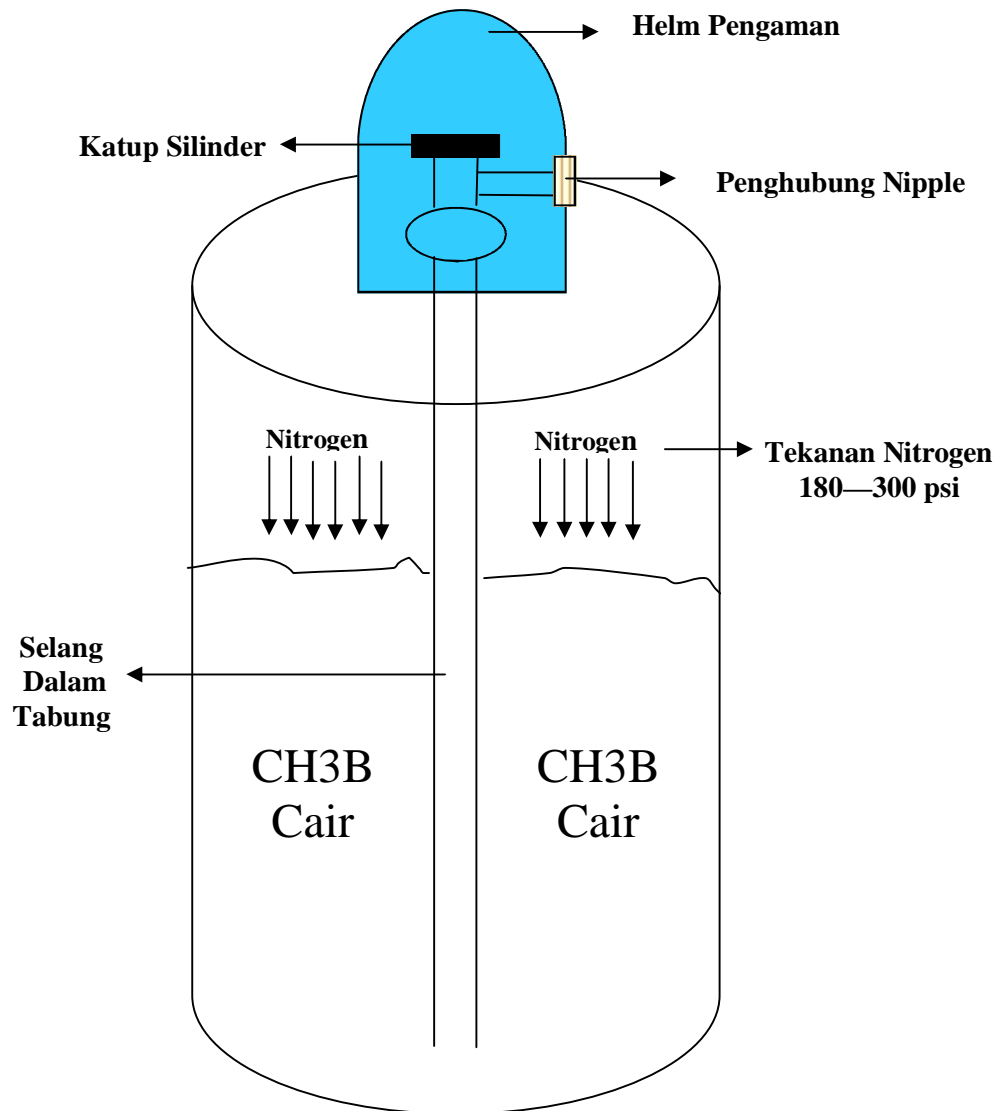 Helm Pengaman
Katup Silinder
Penghubung Nipple
Nitrogen
Nitrogen
Tekanan Nitrogen
180—300 psi
Selang
Dalam
Tabung
CH3B
Cair
CH3B
Cair